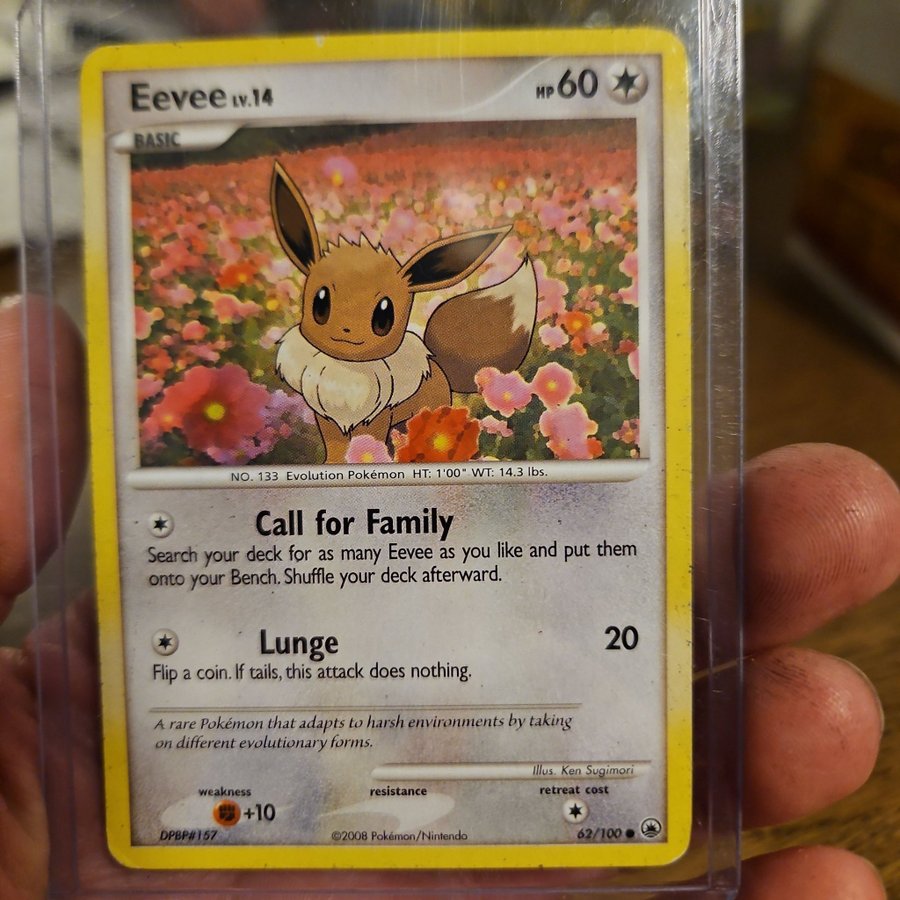 Eevee LV.14 HP 60
BASIC
NO. 133 Evolution Pokémon HT: 1'00" WT: 14.3 lbs.
Call for Family
Search your deck for as many Eevee as you like and put them
onto your Bench. Shuffle your deck afterward.
Lunge 20
Flip a coin. If tails, this attack does nothing.
A rare Pokémon that adapts to harsh environments by taking
on different evolutionary forms.
Illus. Ken Sugimori
weakness resistance retreat cost
+10
DPBP#157 ©2008 Pokémon/Nintendo 62/100